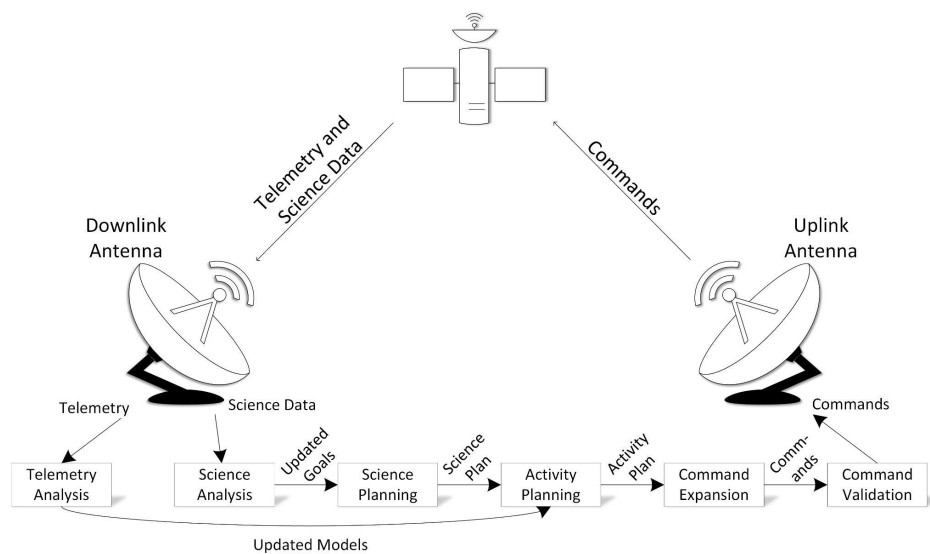 Telemetry and
Science Data
Commands
Downlink
Antenna
Uplink
Antenna
Telemetry
Science Data
Commands
Telemetry
Analysis
Science
Analysis
Updated
Goals
Science
Planning
Science
Plan
Activity
Planning
Activity
Plan
Command
Expansion
Comm-
ands
Command
Validation
Updated Models